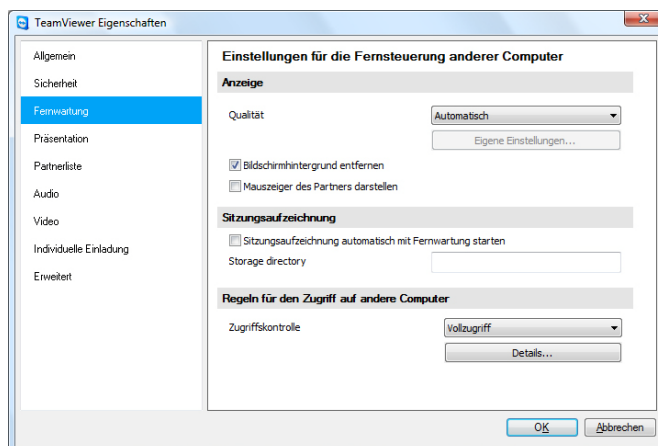 TeamViewer Eigenschaften
Allgemein
Sicherheit
Fernwartung
Präsentation
Partnerliste
Audio
Video
Individuelle Einladung
Erweitert
Einstellungen für die Fernsteuerung anderer Computer
Anzeige
Qualität
Automatisch
Eigene Einstellungen...
Bildschirmhintergrund entfernen
Mauszeiger des Partners darstellen
Sitzungsaufzeichnung
Sitzungsaufzeichnung automatisch mit Fernwartung starten
Storage directory
Regeln für den Zugriff auf andere Computer
Zugriffskontrolle
Vollzugriff
Details...
OK
Abbrechen